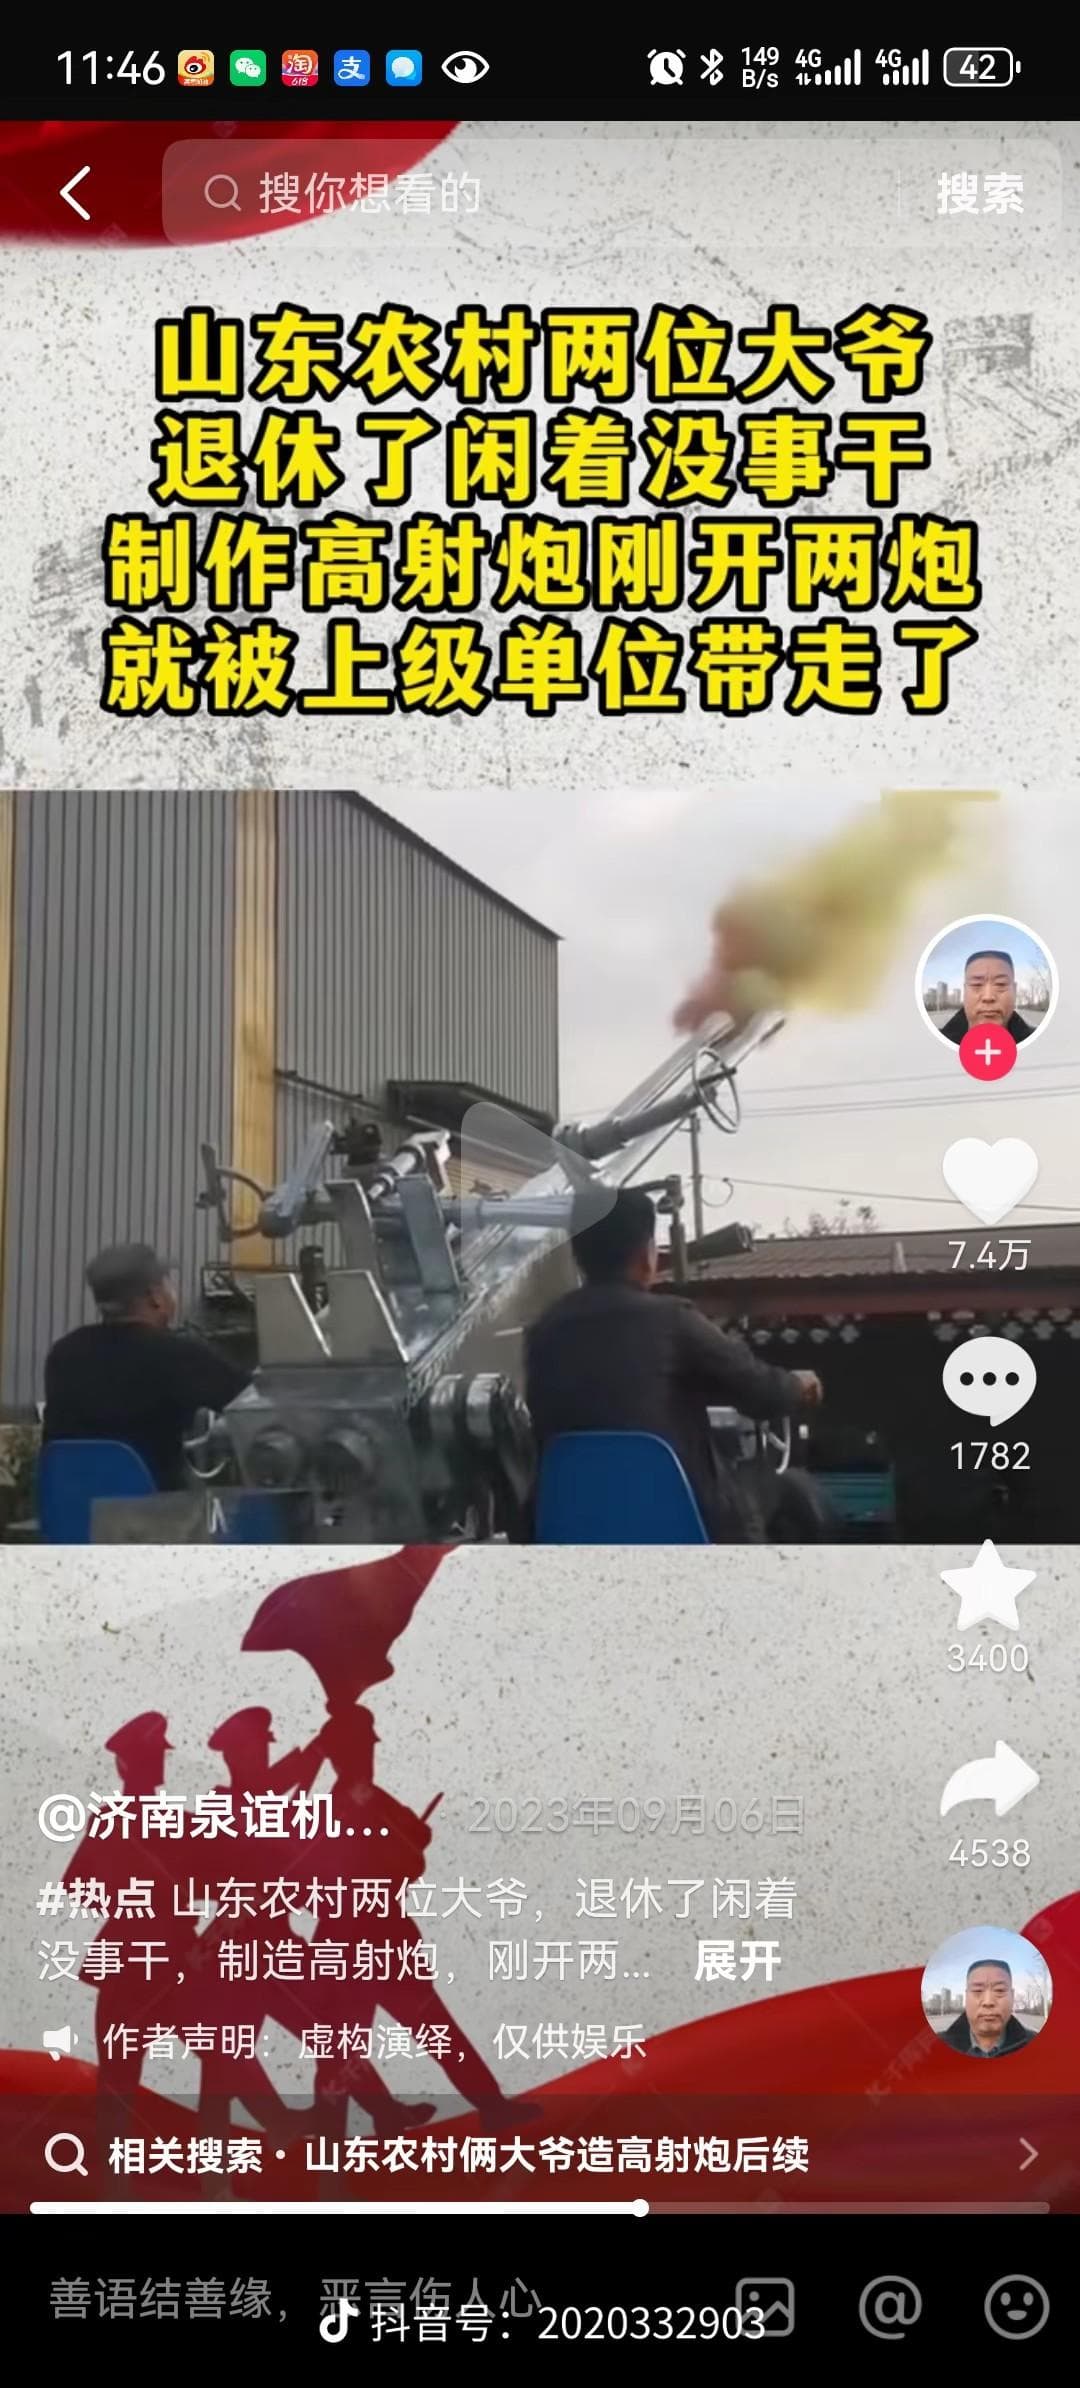 11:46
149 B/s 4G 4G 42
淘 618 支
搜你想看的 搜索
山东农村两位大爷
退休了闲着没事干
制作高射炮刚开两炮
就被上级单位带走了
7.4万
1782
3400
4538
@济南泉谊机... · 2023年09月06日
#热点 山东农村两位大爷，退休了闲着
没事干，制造高射炮，刚开两... 展开
作者声明：虚构演绎，仅供娱乐
相关搜索 · 山东农村俩大爷造高射炮后续
善语结善缘，恶言伤人心
抖音号：2020332903